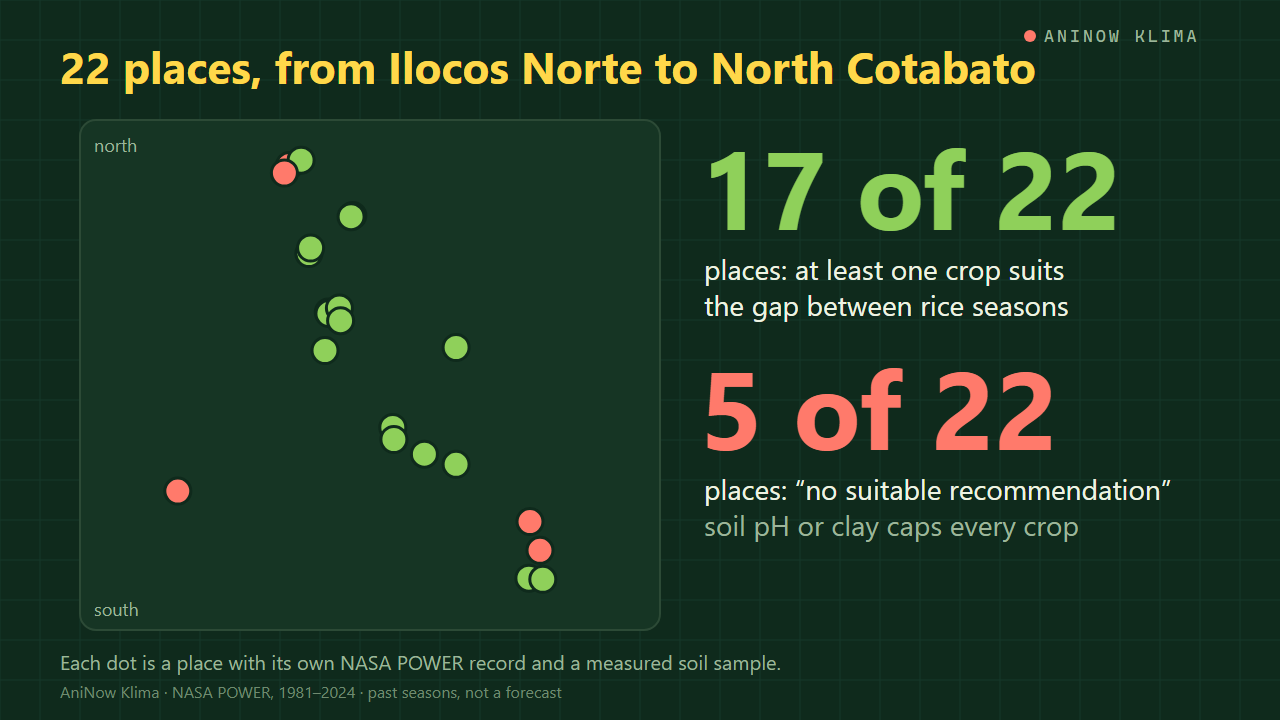 ANINOW KLIMA
22 places, from Ilocos Norte to North Cotabato
north
south
17 of 22
places: at least one crop suits
the gap between rice seasons
5 of 22
places: “no suitable recommendation”
soil pH or clay caps every crop
Each dot is a place with its own NASA POWER record and a measured soil sample.
AniNow Klima · NASA POWER, 1981–2024 · past seasons, not a forecast